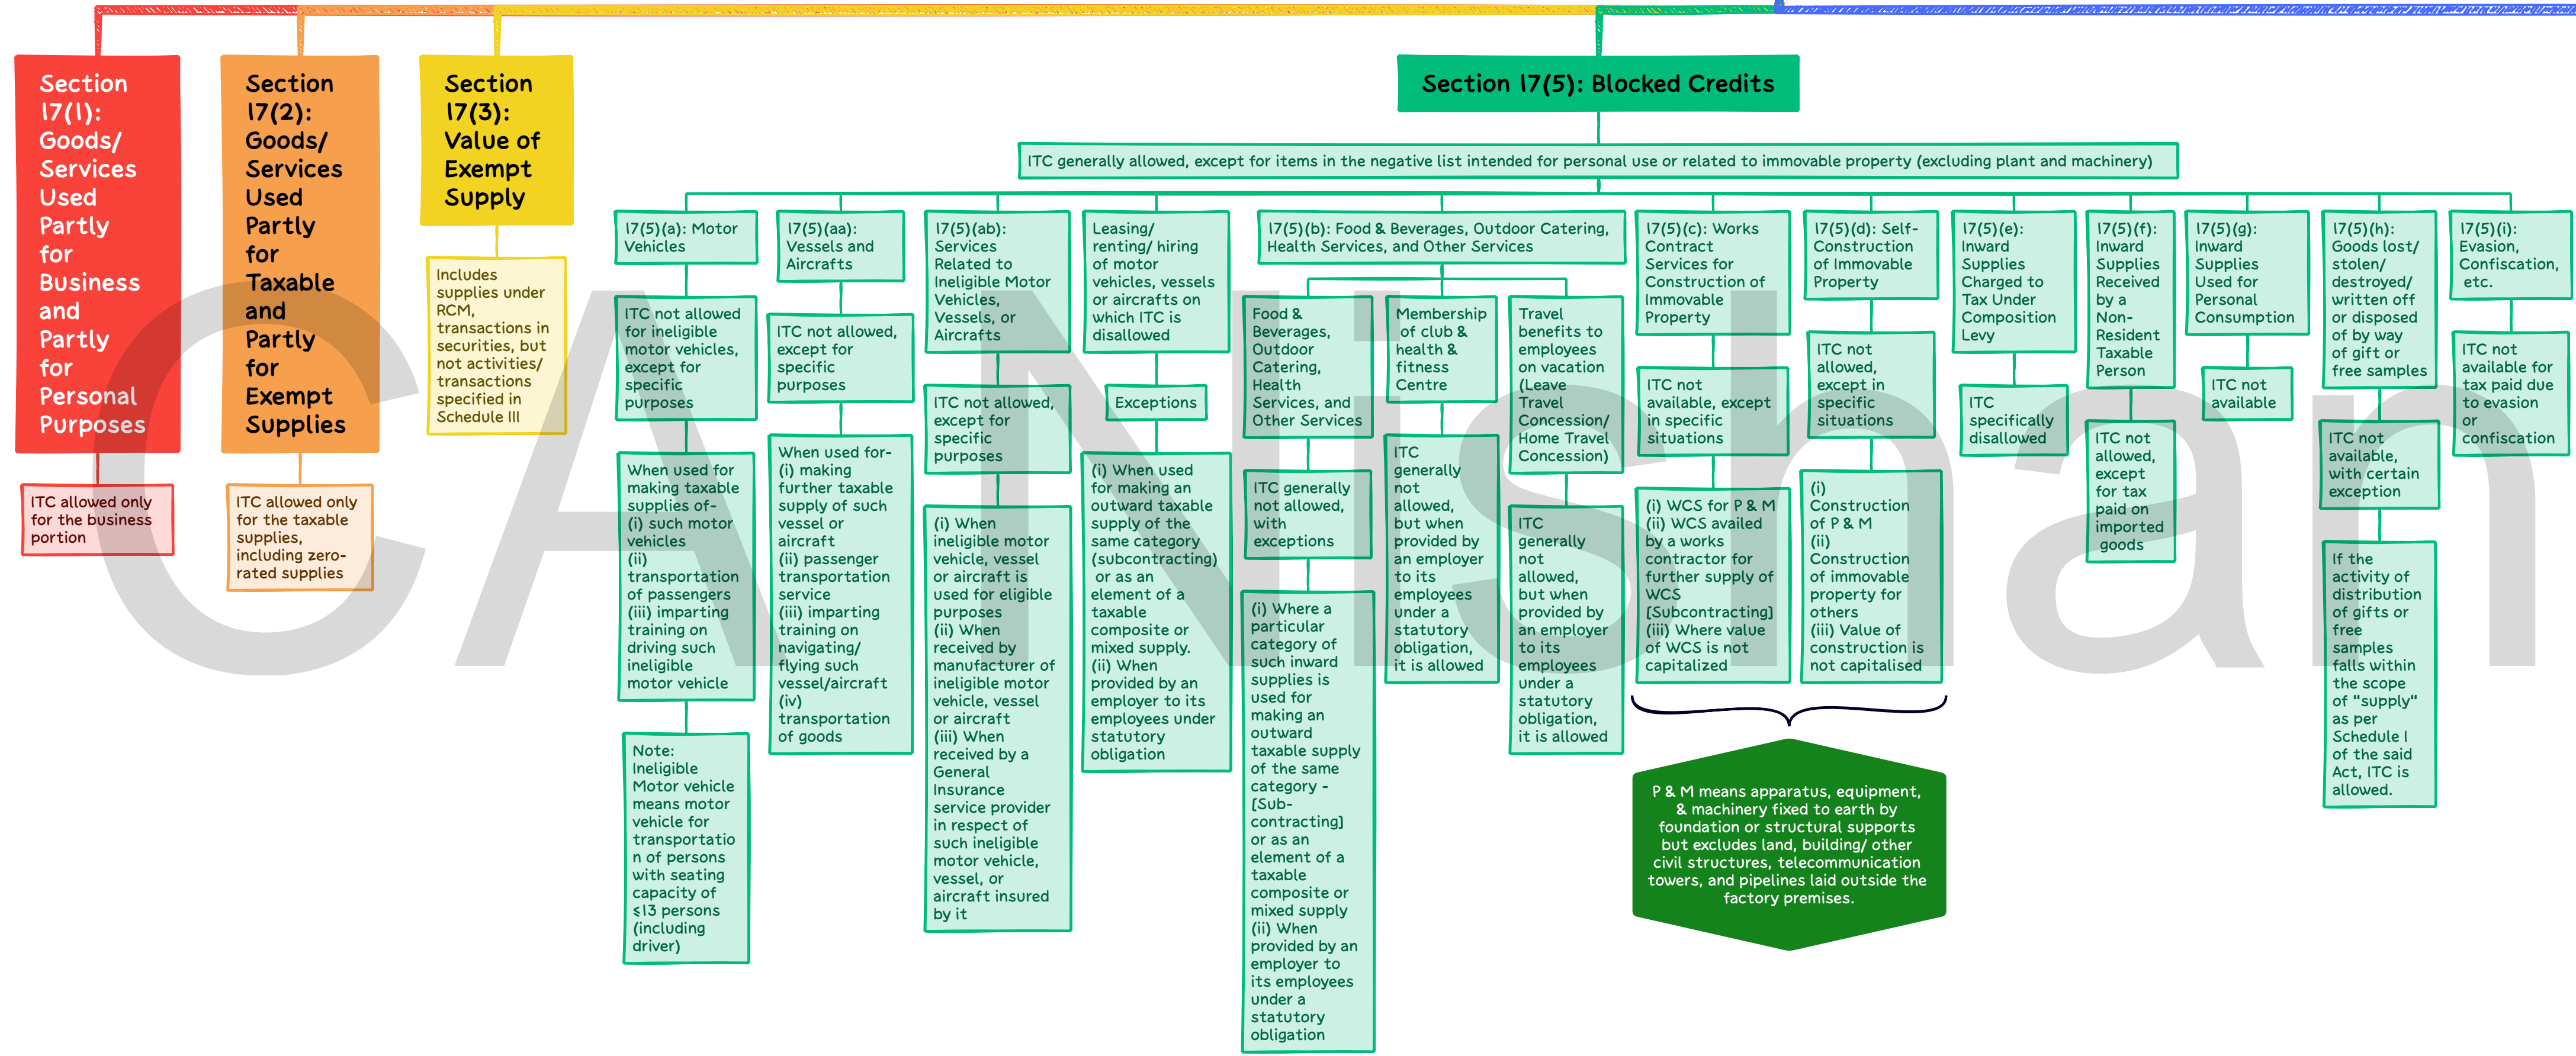 Section
17(1):
Goods/
Services
Used
Partly
for
Business
and
Partly
for
Personal
Purposes
ITC allowed only
for the business
portion
Section
17(2):
Goods/
Services
Used
Partly
for
Taxable
and
Partly
for
Exempt
Supplies
ITC allowed only
for the taxable
supplies,
including zero-
rated supplies
Section
17(3):
Value of
Exempt
Supply
Includes
supplies under
RCM,
transactions in
securities, but
not activities/
transactions
specified in
Schedule III
Section 17(5): Blocked Credits
ITC generally allowed, except for items in the negative list intended for personal use or related to immovable property (excluding plant and machinery)
17(5)(a): Motor
Vehicles
ITC not allowed
for ineligible
motor vehicles,
except for
specific
purposes
When used for
making taxable
supplies of-
(i) such motor
vehicles
(ii)
transportation
of passengers
(iii) imparting
training on
driving such
ineligible
motor vehicle
Note:
Ineligible
Motor vehicle
means motor
vehicle for
transportatio
n of persons
with seating
capacity of
≤13 persons
(including
driver)
17(5)(aa):
Vessels and
Aircrafts
ITC not allowed,
except for
specific
purposes
When used for-
(i) making
further taxable
supply of such
vessel or
aircraft
(ii) passenger
transportation
service
(iii) imparting
training on
navigating/
flying such
vessel/aircraft
(iv)
transportation
of goods
17(5)(ab):
Services
Related to
Ineligible Motor
Vehicles,
Vessels, or
Aircrafts
ITC not allowed,
except for
specific
purposes
(i) When
ineligible motor
vehicle, vessel
or aircraft is
used for eligible
purposes
(ii) When
received by
manufacturer of
ineligible motor
vehicle, vessel
or aircraft
(iii) When
received by a
General
Insurance
service provider
in respect of
such ineligible
motor vehicle,
vessel, or
aircraft insured
by it
Leasing/
renting/ hiring
of motor
vehicles, vessels
or aircrafts on
which ITC is
disallowed
Exceptions
(i) When used
for making an
outward taxable
supply of the
same category
(subcontracting)
or as an
element of a
taxable
composite or
mixed supply.
(ii) When
provided by an
employer to its
employees under
statutory
obligation
17(5)(b): Food & Beverages, Outdoor Catering,
Health Services, and Other Services
Food &
Beverages,
Outdoor
Catering,
Health
Services, and
Other Services
ITC generally
not allowed,
with
exceptions
(i) Where a
particular
category of
such inward
supplies is
used for
making an
outward
taxable supply
of the same
category -
[Sub-
contracting]
or as an
element of a
taxable
composite or
mixed supply
(ii) When
provided by an
employer to
its employees
under a
statutory
obligation
Membership
of club &
health &
fitness
Centre
ITC
generally
not
allowed,
but when
provided by
an employer
to its
employees
under a
statutory
obligation,
it is allowed
Travel
benefits to
employees
on vacation
(Leave
Travel
Concession/
Home Travel
Concession)
ITC
generally
not
allowed,
but when
provided by
an employer
to its
employees
under a
statutory
obligation,
it is allowed
17(5)(c): Works
Contract
Services for
Construction of
Immovable
Property
ITC not
available, except
in specific
situations
(i) WCS for P & M
(ii) WCS availed
by a works
contractor for
further supply of
WCS
[Subcontracting]
(iii) Where value
of WCS is not
capitalized
17(5)(d): Self-
Construction
of Immovable
Property
ITC not
allowed,
except in
specific
situations
(i)
Construction
of P & M
(ii)
Construction
of immovable
property for
others
(iii) Value of
construction is
not capitalised
P & M means apparatus, equipment,
& machinery fixed to earth by
foundation or structural supports
but excludes land, building/ other
civil structures, telecommunication
towers, and pipelines laid outside the
factory premises.
17(5)(e):
Inward
Supplies
Charged to
Tax Under
Composition
Levy
ITC
specifically
disallowed
17(5)(f):
Inward
Supplies
Received
by a
Non-
Resident
Taxable
Person
ITC not
allowed,
except
for tax
paid on
imported
goods
17(5)(g):
Inward
Supplies
Used for
Personal
Consumption
ITC not
available
17(5)(h):
Goods lost/
stolen/
destroyed/
written off
or disposed
of by way
of gift or
free samples
ITC not
available,
with certain
exception
If the
activity of
distribution
of gifts or
free
samples
falls within
the scope
of "supply"
as per
Schedule I
of the said
Act, ITC is
allowed.
17(5)(i):
Evasion,
Confiscation,
etc.
ITC not
available for
tax paid due
to evasion
or
confiscation
CA Nishan